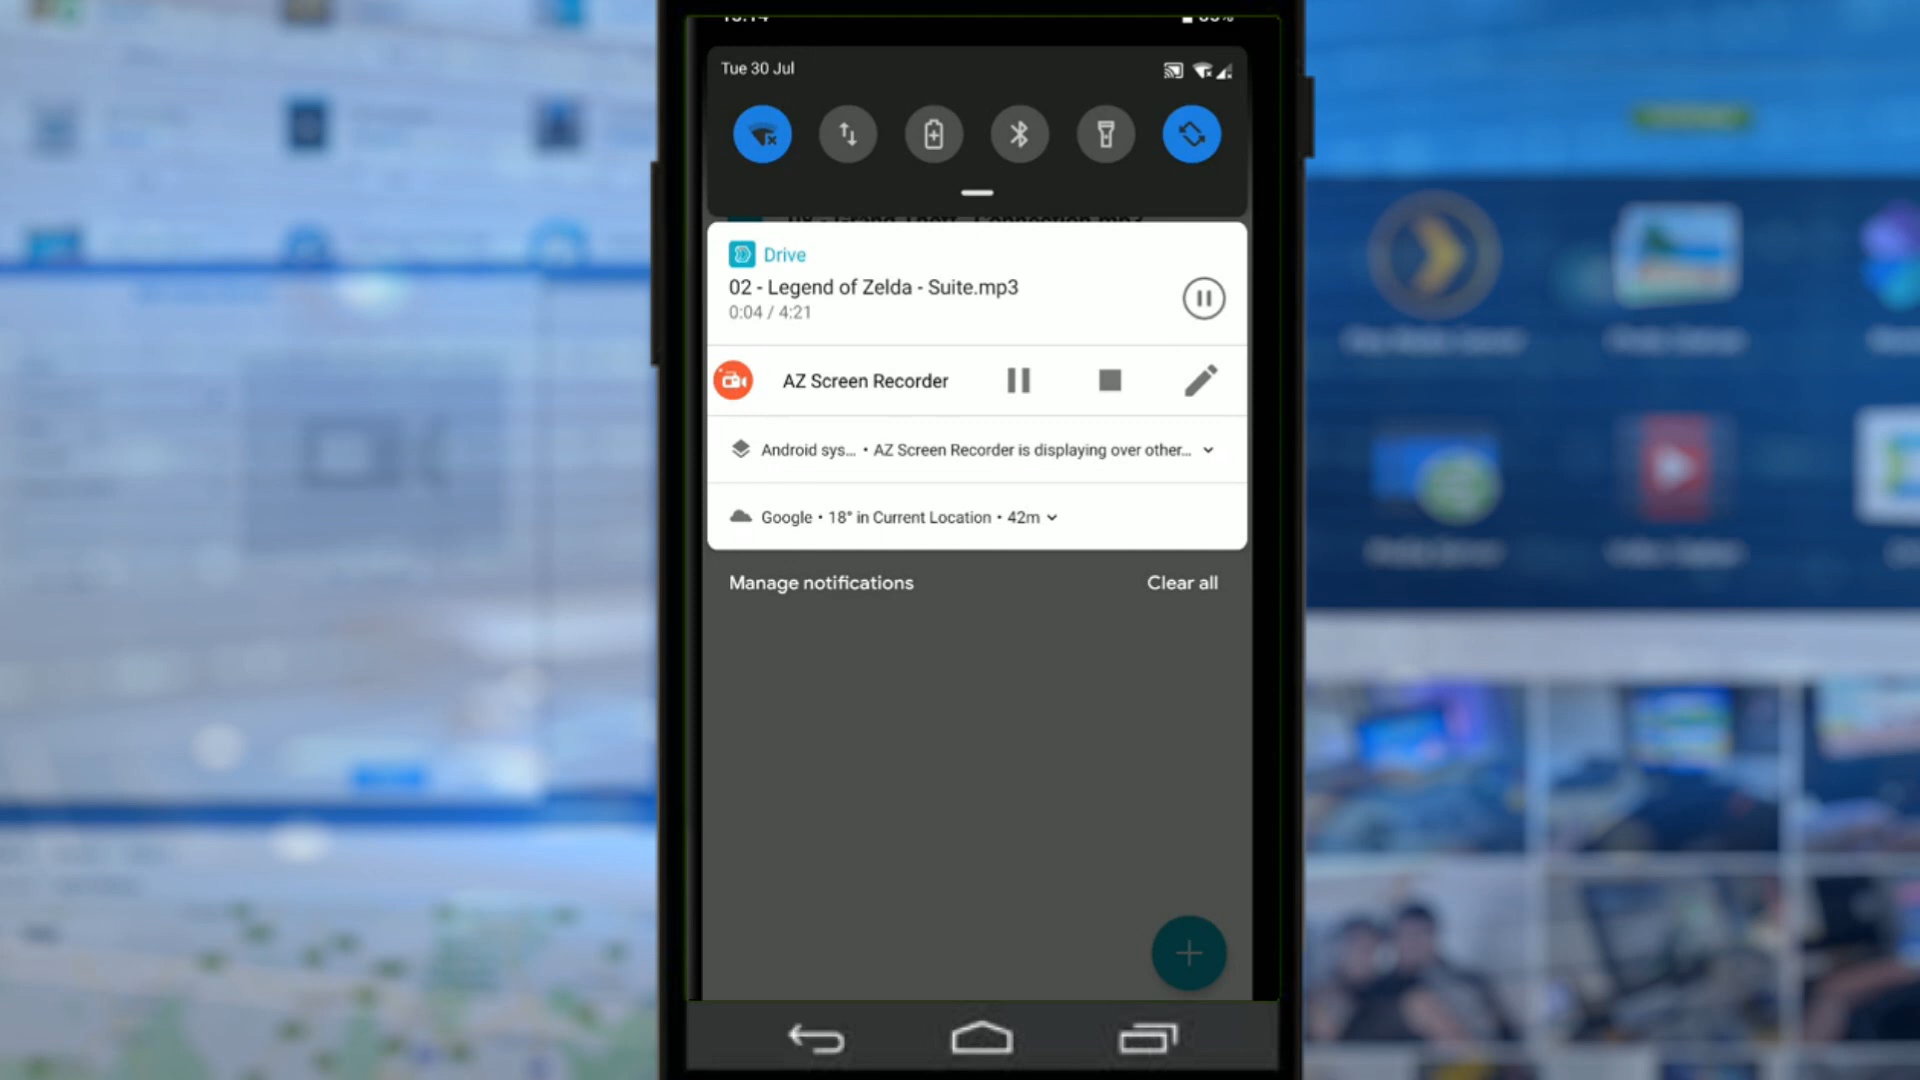 Tue 30 Jul
Drive
02 - Legend of Zelda - Suite.mp3
0:04 / 4:21
AZ Screen Recorder
Android sys... • AZ Screen Recorder is displaying over other...
Google • 18° in Current Location • 42m
Manage notifications
Clear all